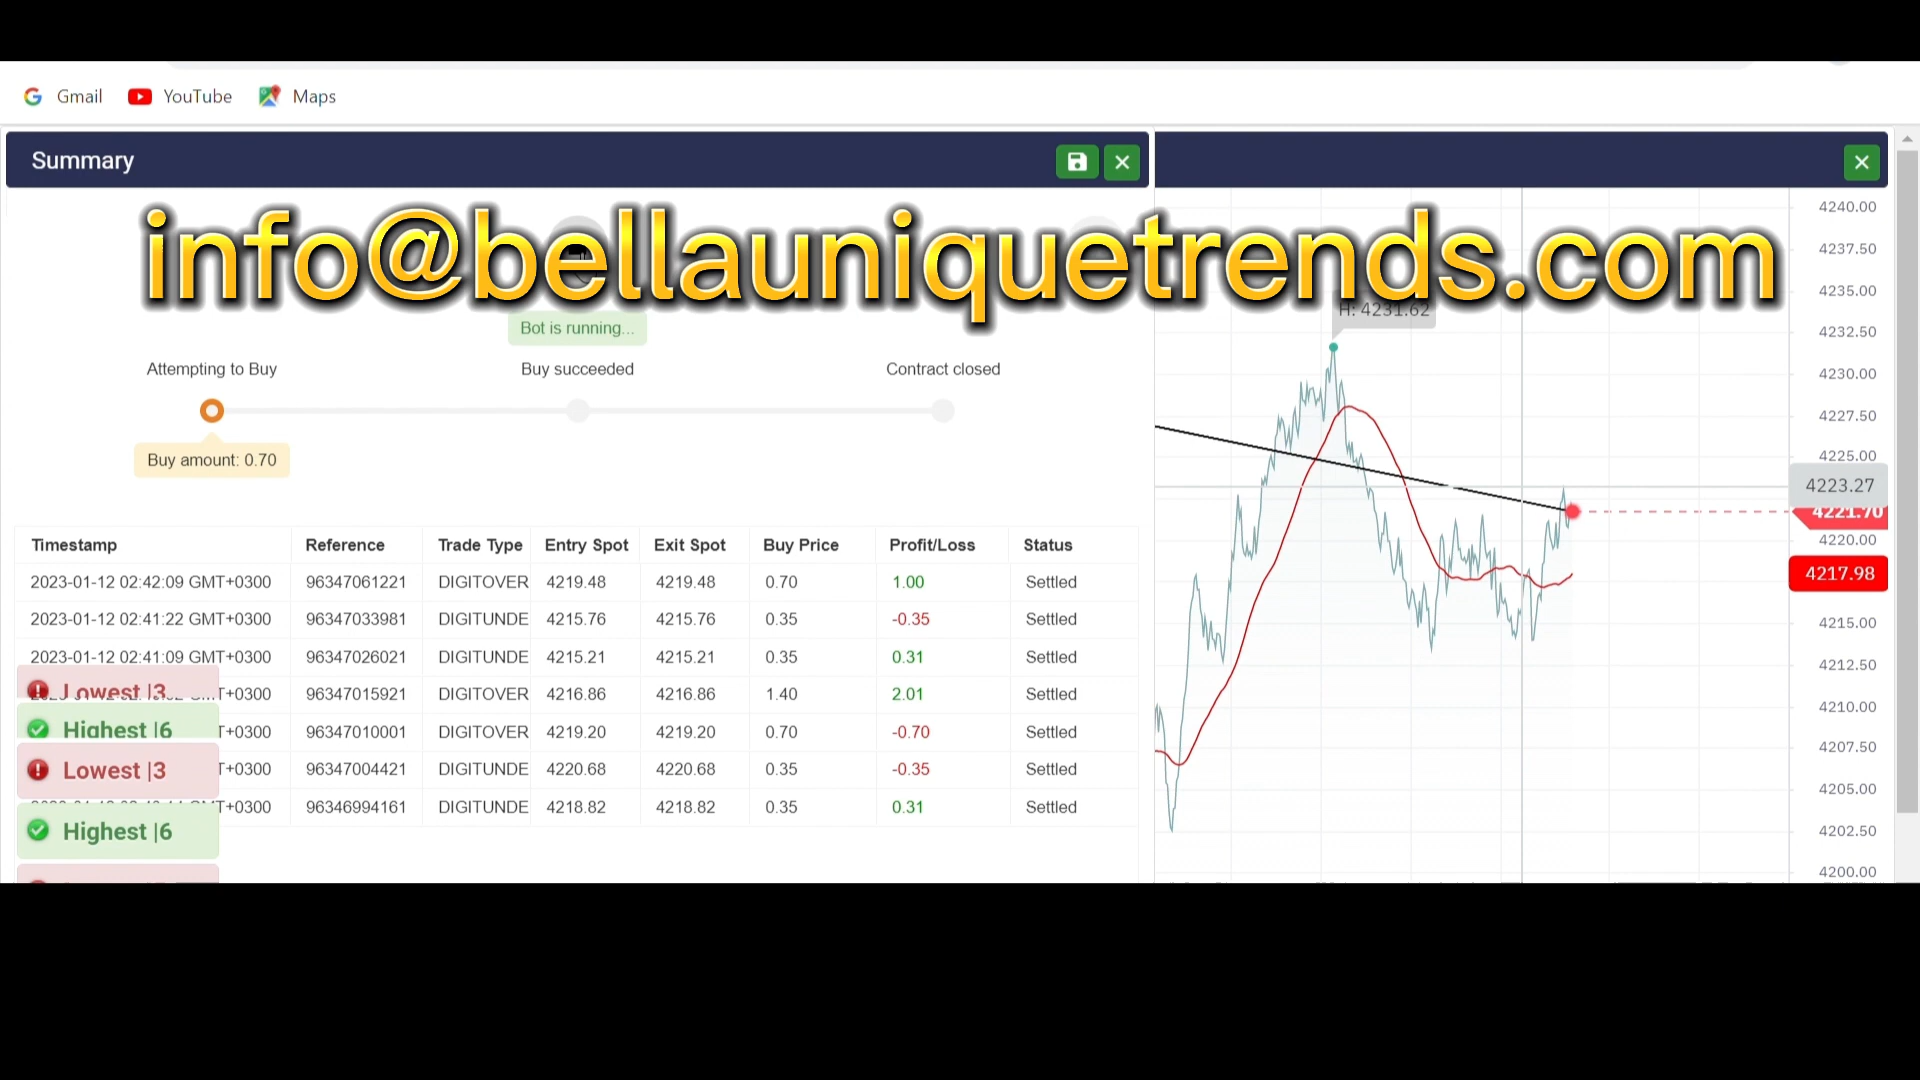 Gmail YouTube Maps
Summary
info@bellauniquetrends.com
Bot is running...
Attempting to Buy Buy succeeded Contract closed
Buy amount: 0.70
Timestamp Reference Trade Type Entry Spot Exit Spot Buy Price Profit/Loss Status
2023-01-12 02:42:09 GMT+0300 96347061221 DIGITOVER 4219.48 4219.48 0.70 1.00 Settled
2023-01-12 02:41:22 GMT+0300 96347033981 DIGITUNDE 4215.76 4215.76 0.35 -0.35 Settled
2023-01-12 02:41:09 GMT+0300 96347026021 DIGITUNDE 4215.21 4215.21 0.35 0.31 Settled
T+0300 96347015921 DIGITOVER 4216.86 4216.86 1.40 2.01 Settled
T+0300 96347010001 DIGITOVER 4219.20 4219.20 0.70 -0.70 Settled
T+0300 96347004421 DIGITUNDE 4220.68 4220.68 0.35 -0.35 Settled
T+0300 96346994161 DIGITUNDE 4218.82 4218.82 0.35 0.31 Settled
Lowest |3
Highest |6
Lowest |3
Highest |6
H: 4231.62
4240.00
4237.50
4235.00
4232.50
4230.00
4227.50
4225.00
4223.27
4221.70
4220.00
4217.98
4215.00
4212.50
4210.00
4207.50
4205.00
4202.50
4200.00